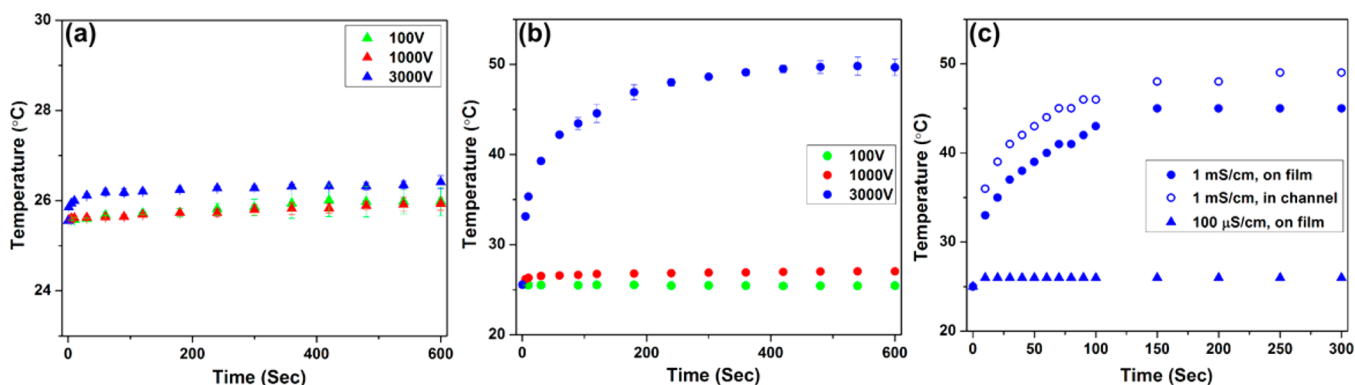 (a)
30
28
26
24
Temperature (°C)
100V
1000V
3000V
0
200
400
600
Time (Sec)
(b)
50
40
30
20
Temperature (°C)
100V
1000V
3000V
0
200
400
600
Time (Sec)
(c)
50
40
30
20
Temperature (°C)
1 mS/cm, on film
1 mS/cm, in channel
100 μS/cm, on film
0
50
100
150
200
250
300
Time (Sec)